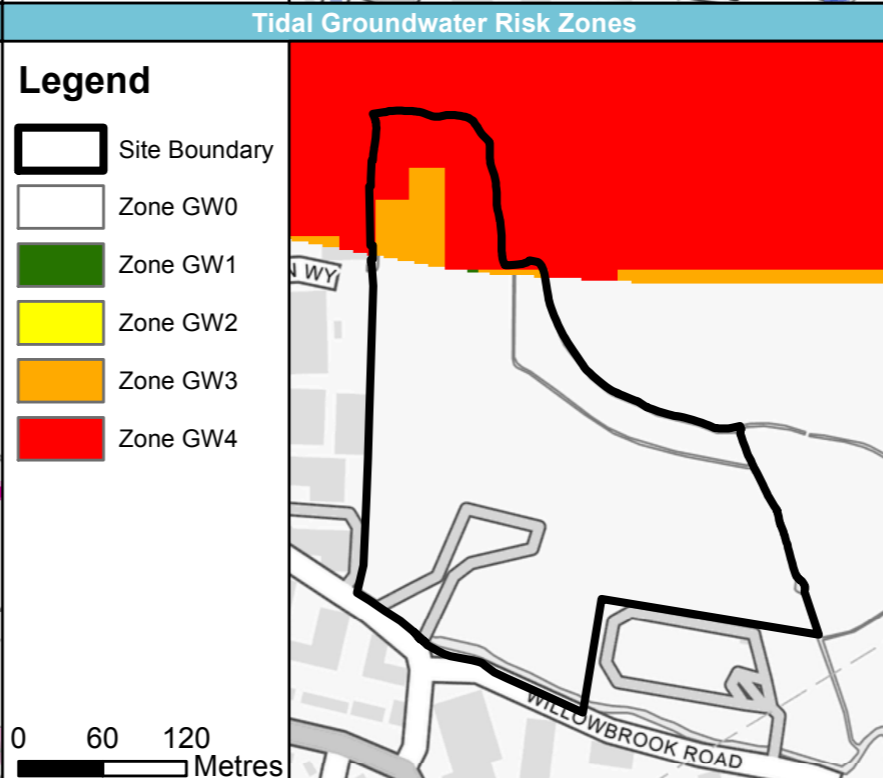 Tidal Groundwater Risk Zones
Legend
Site Boundary
Zone GW0
Zone GW1
Zone GW2
Zone GW3
Zone GW4
N WY
WILLOWBROOK ROAD
0 60 120
Metres